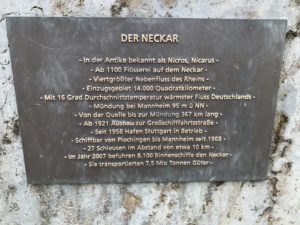 DER NECKAR
- In der Antike bekannt als Nicros, Nicarus -
- Ab 1100 Flösserei auf dem Neckar -
- Viertgrößter Nebenfluss des Rheins -
- Einzugsgebiet 14.000 Quadratkilometer -
- Mit 16 Grad Durchschnittstemperatur wärmster Fluss Deutschlands -
- Mündung bei Mannheim 95 m ü NN -
- Von der Quelle bis zur Mündung 367 km lang -
- Ab 1921 Ausbau zur Großschifffahrtsstraße -
- Seit 1958 Hafen Stuttgart in Betrieb -
- Schiffbar von Plochingen bis Mannheim seit 1968 -
- 27 Schleusen im Abstand von etwa 10 km -
- Im Jahr 2007 befuhren 8.100 Binnenschiffe den Neckar -
- Sie transportierten 7,5 Mio Tonnen Güter -